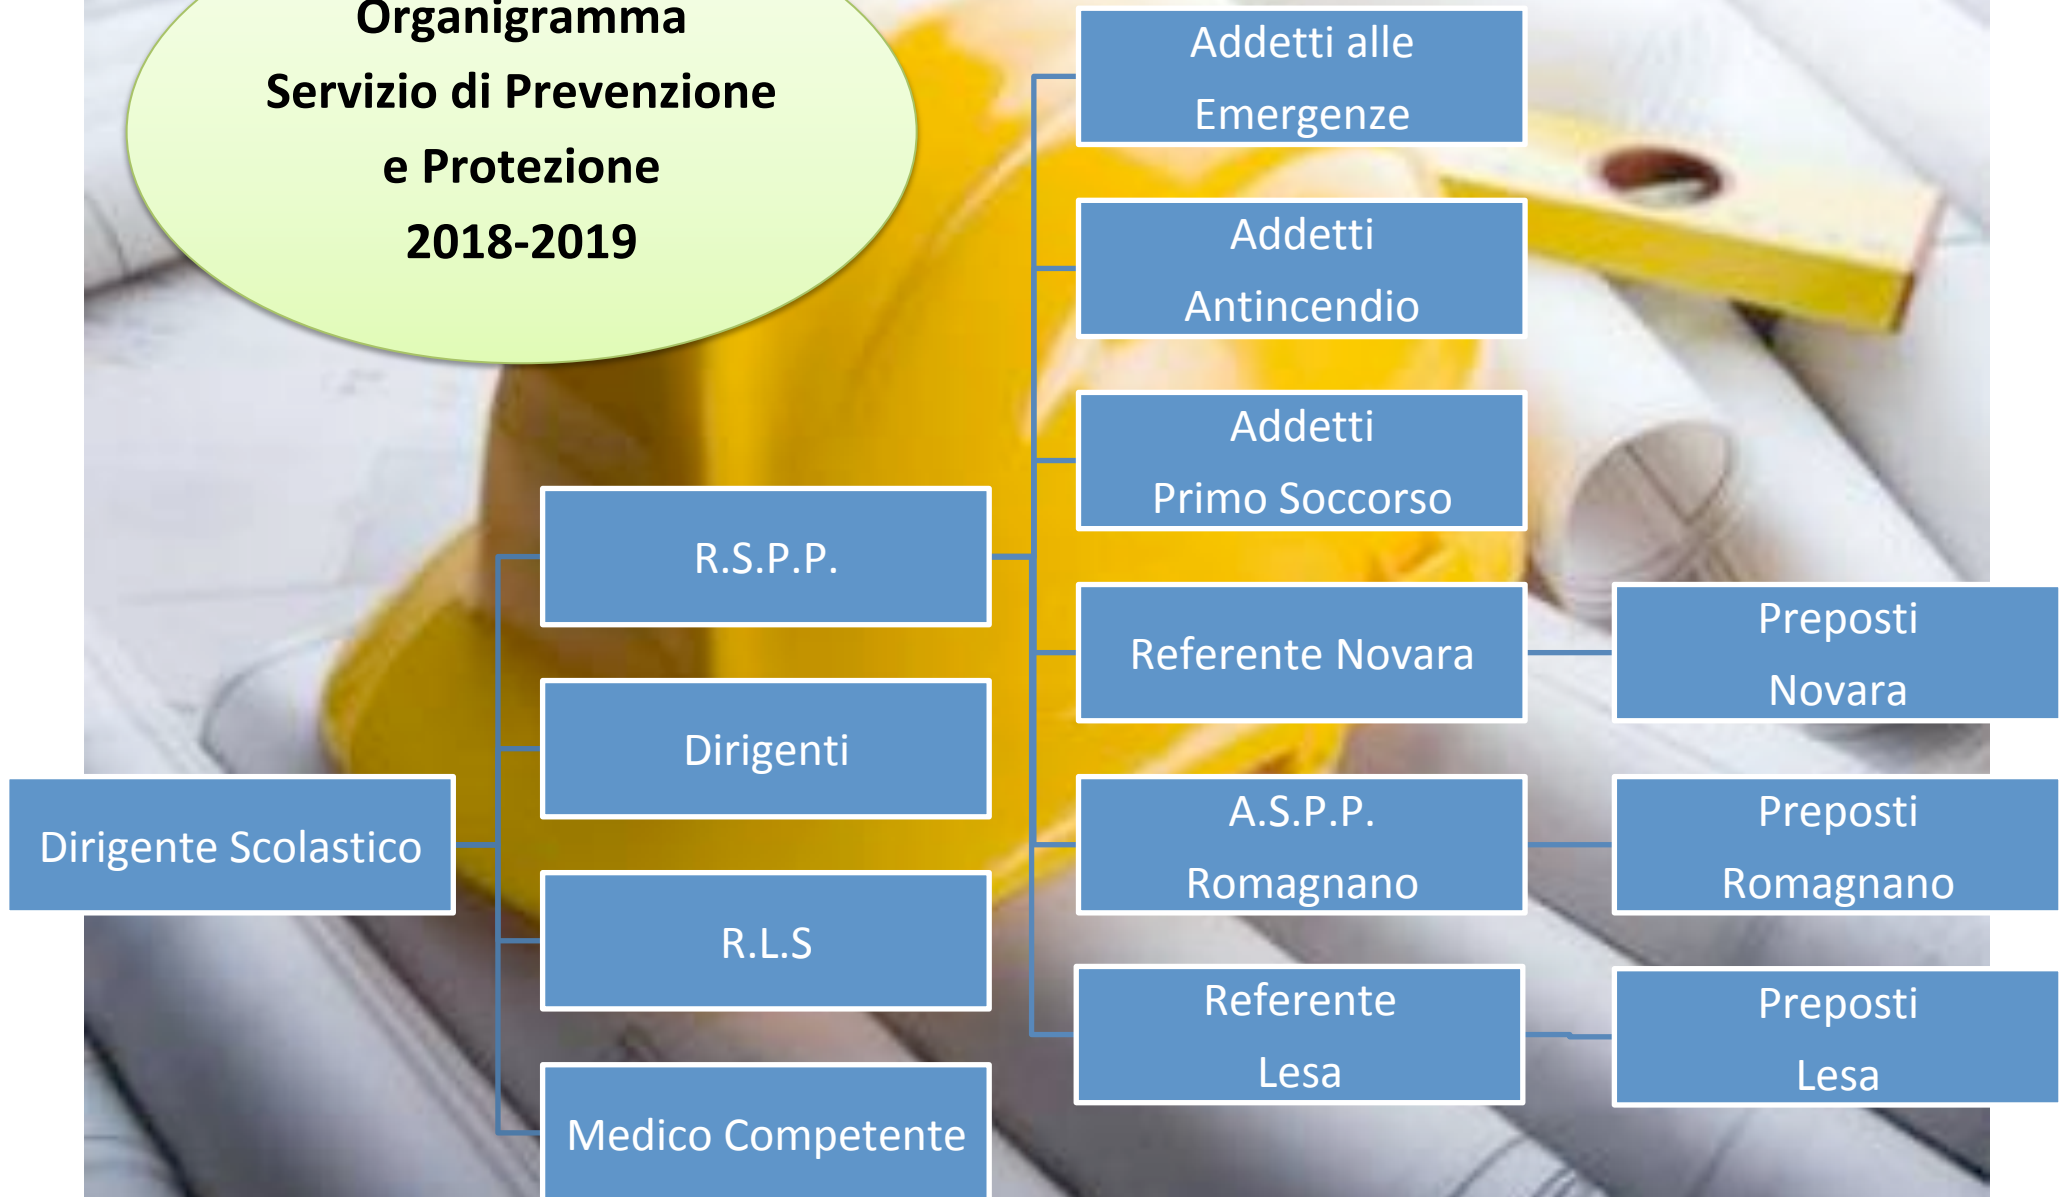 Organigramma
Servizio di Prevenzione
e Protezione
2018-2019
Dirigente Scolastico
R.S.P.P.
Dirigenti
R.L.S
Medico Competente
Addetti alle
Emergenze
Addetti
Antincendio
Addetti
Primo Soccorso
Referente Novara
A.S.P.P.
Romagnano
Referente
Lesa
Preposti
Novara
Preposti
Romagnano
Preposti
Lesa